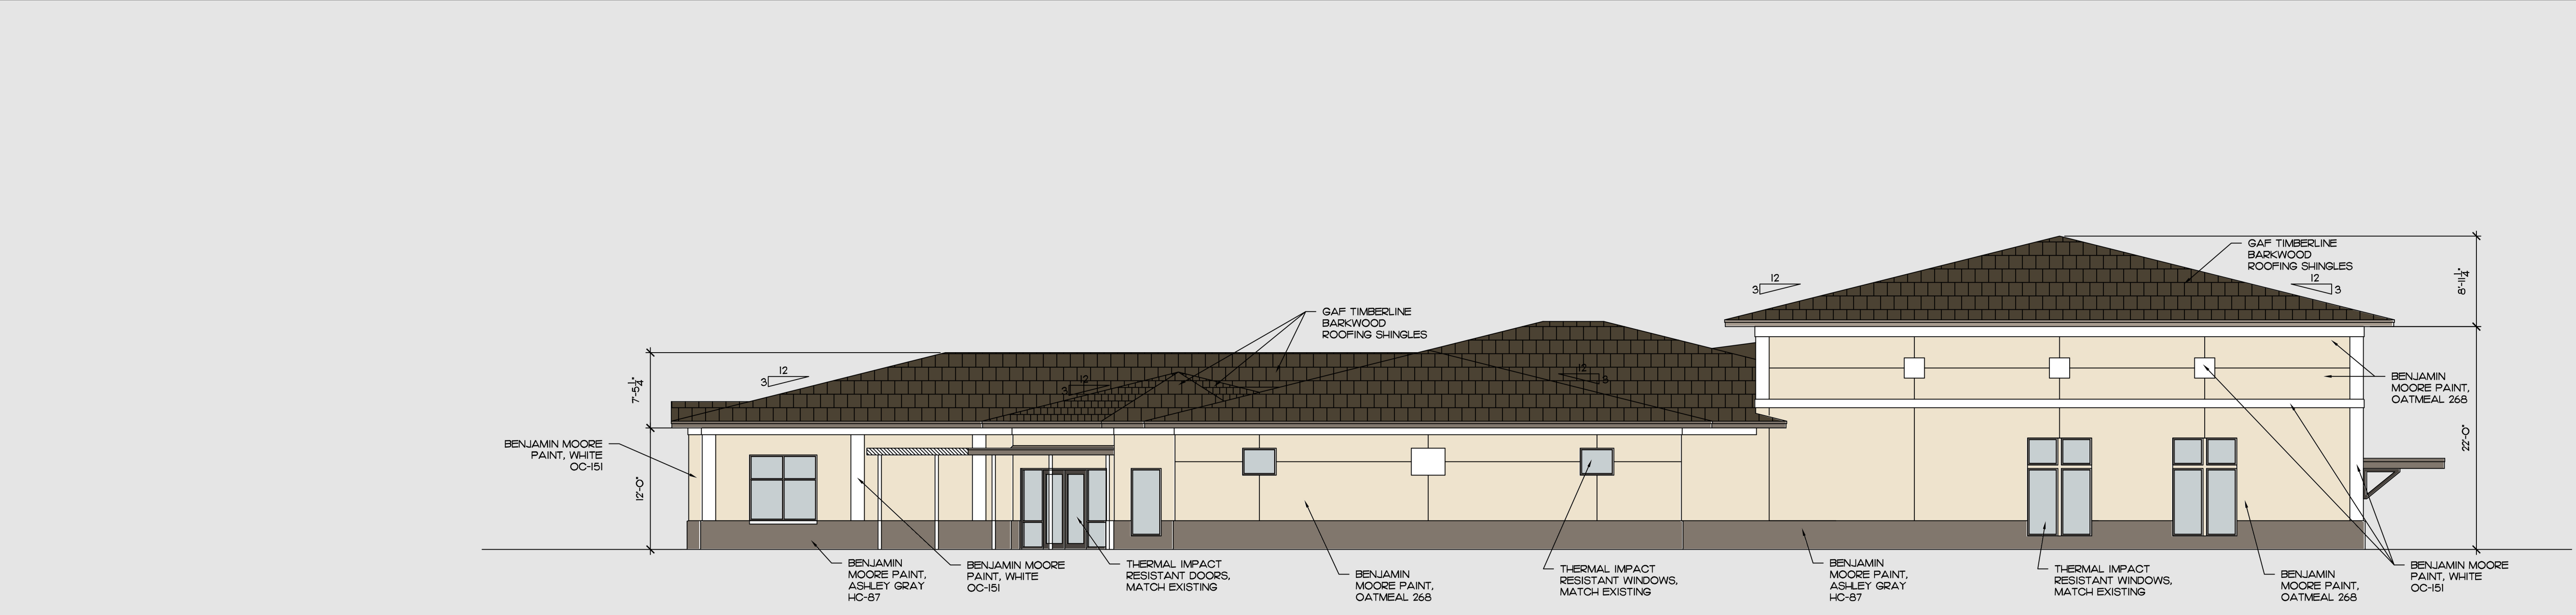 GAF TIMBERLINE
BARKWOOD
ROOFING SHINGLES
12
3
12
3
8'-11¼"
GAF TIMBERLINE
BARKWOOD
ROOFING SHINGLES
12
3
12
3
12
3
7'-5¼"
BENJAMIN
MOORE PAINT,
OATMEAL 268
22'-0"
BENJAMIN MOORE
PAINT, WHITE
OC-151
12'-0"
BENJAMIN
MOORE PAINT,
ASHLEY GRAY
HC-87
BENJAMIN MOORE
PAINT, WHITE
OC-151
THERMAL IMPACT
RESISTANT DOORS,
MATCH EXISTING
BENJAMIN
MOORE PAINT,
OATMEAL 268
THERMAL IMPACT
RESISTANT WINDOWS,
MATCH EXISTING
BENJAMIN
MOORE PAINT,
ASHLEY GRAY
HC-87
THERMAL IMPACT
RESISTANT WINDOWS,
MATCH EXISTING
BENJAMIN
MOORE PAINT,
OATMEAL 268
BENJAMIN MOORE
PAINT, WHITE
OC-151